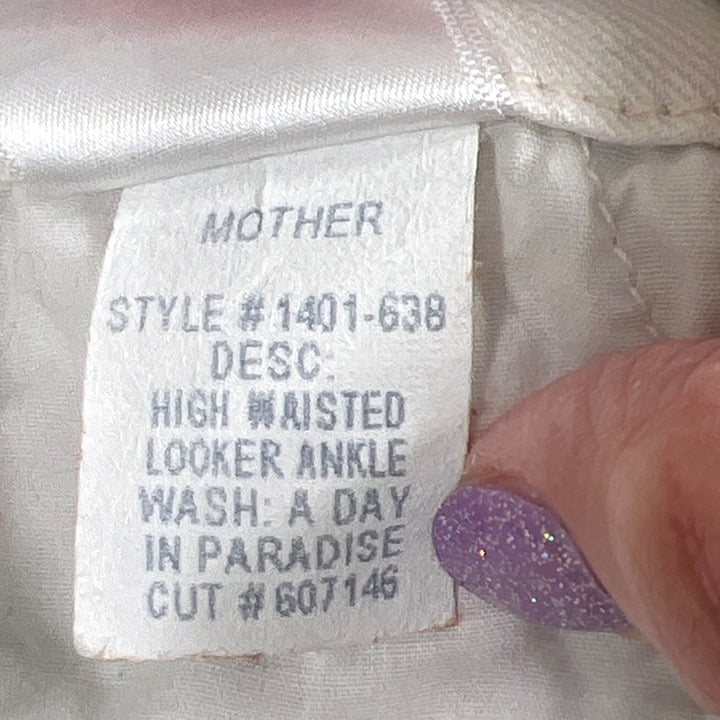 MOTHER
STYLE # 1401-638
DESC:
HIGH WAISTED
LOOKER ANKLE
WASH: A DAY
IN PARADISE
CUT # 607146